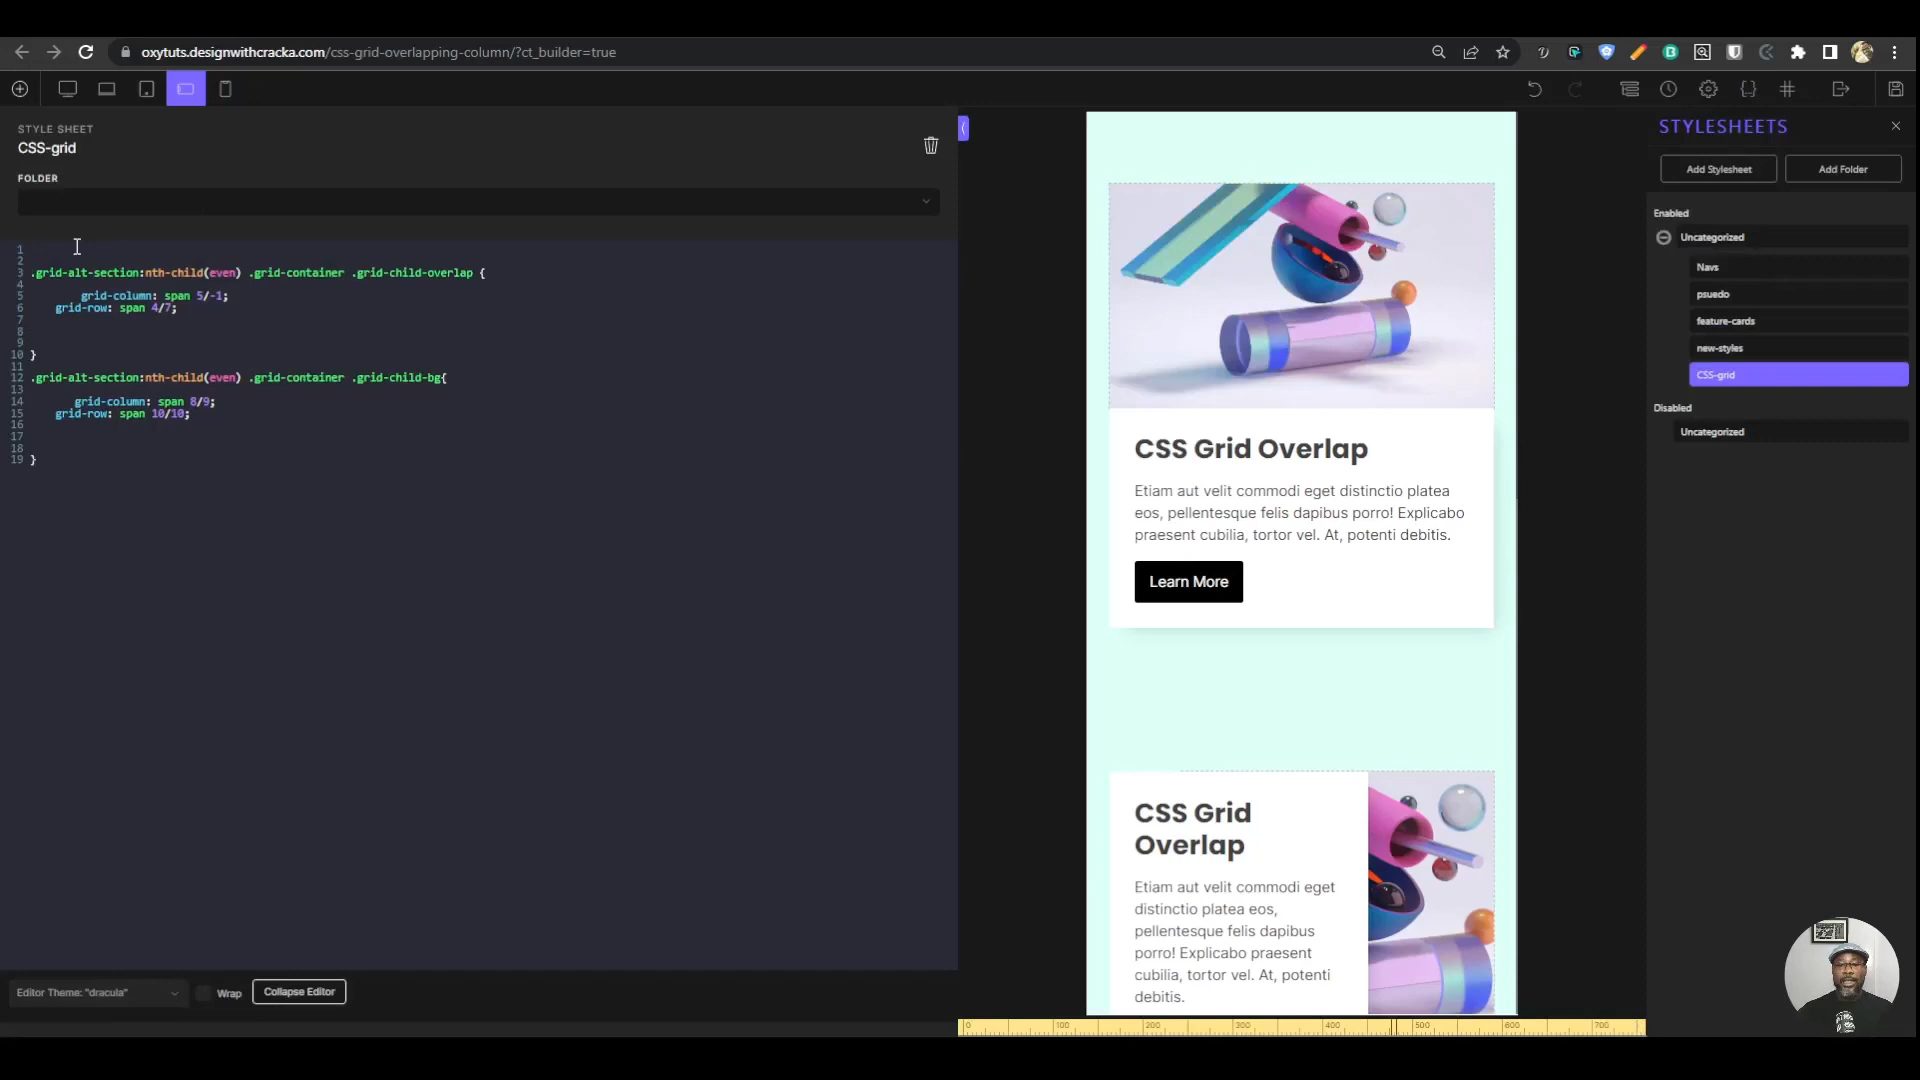 oxytuts.designwithcracka.com/css-grid-overlapping-column/?ct_builder=true
STYLE SHEET
CSS-grid
FOLDER
1
2
3 .grid-alt-section:nth-child(even) .grid-container .grid-child-overlap {
4
5 grid-column: span 5/-1;
6 grid-row: span 4/7;
7
8
9
10 }
11
12 .grid-alt-section:nth-child(even) .grid-container .grid-child-bg{
13
14 grid-column: span 8/9;
15 grid-row: span 10/10;
16
17
18
19 }
Editor Theme: "dracula"
Wrap
Collapse Editor
CSS Grid Overlap
Etiam aut velit commodi eget distinctio platea
eos, pellentesque felis dapibus porro! Explicabo
praesent cubilia, tortor vel. At, potenti debitis.
Learn More
CSS Grid
Overlap
Etiam aut velit commodi eget
distinctio platea eos,
pellentesque felis dapibus
porro! Explicabo praesent
cubilia, tortor vel. At, potenti
debitis.
0 100 200 300 400 500 600 700
STYLESHEETS
Add Stylesheet
Add Folder
Enabled
Uncategorized
Navs
psuedo
feature-cards
new-styles
CSS-grid
Disabled
Uncategorized